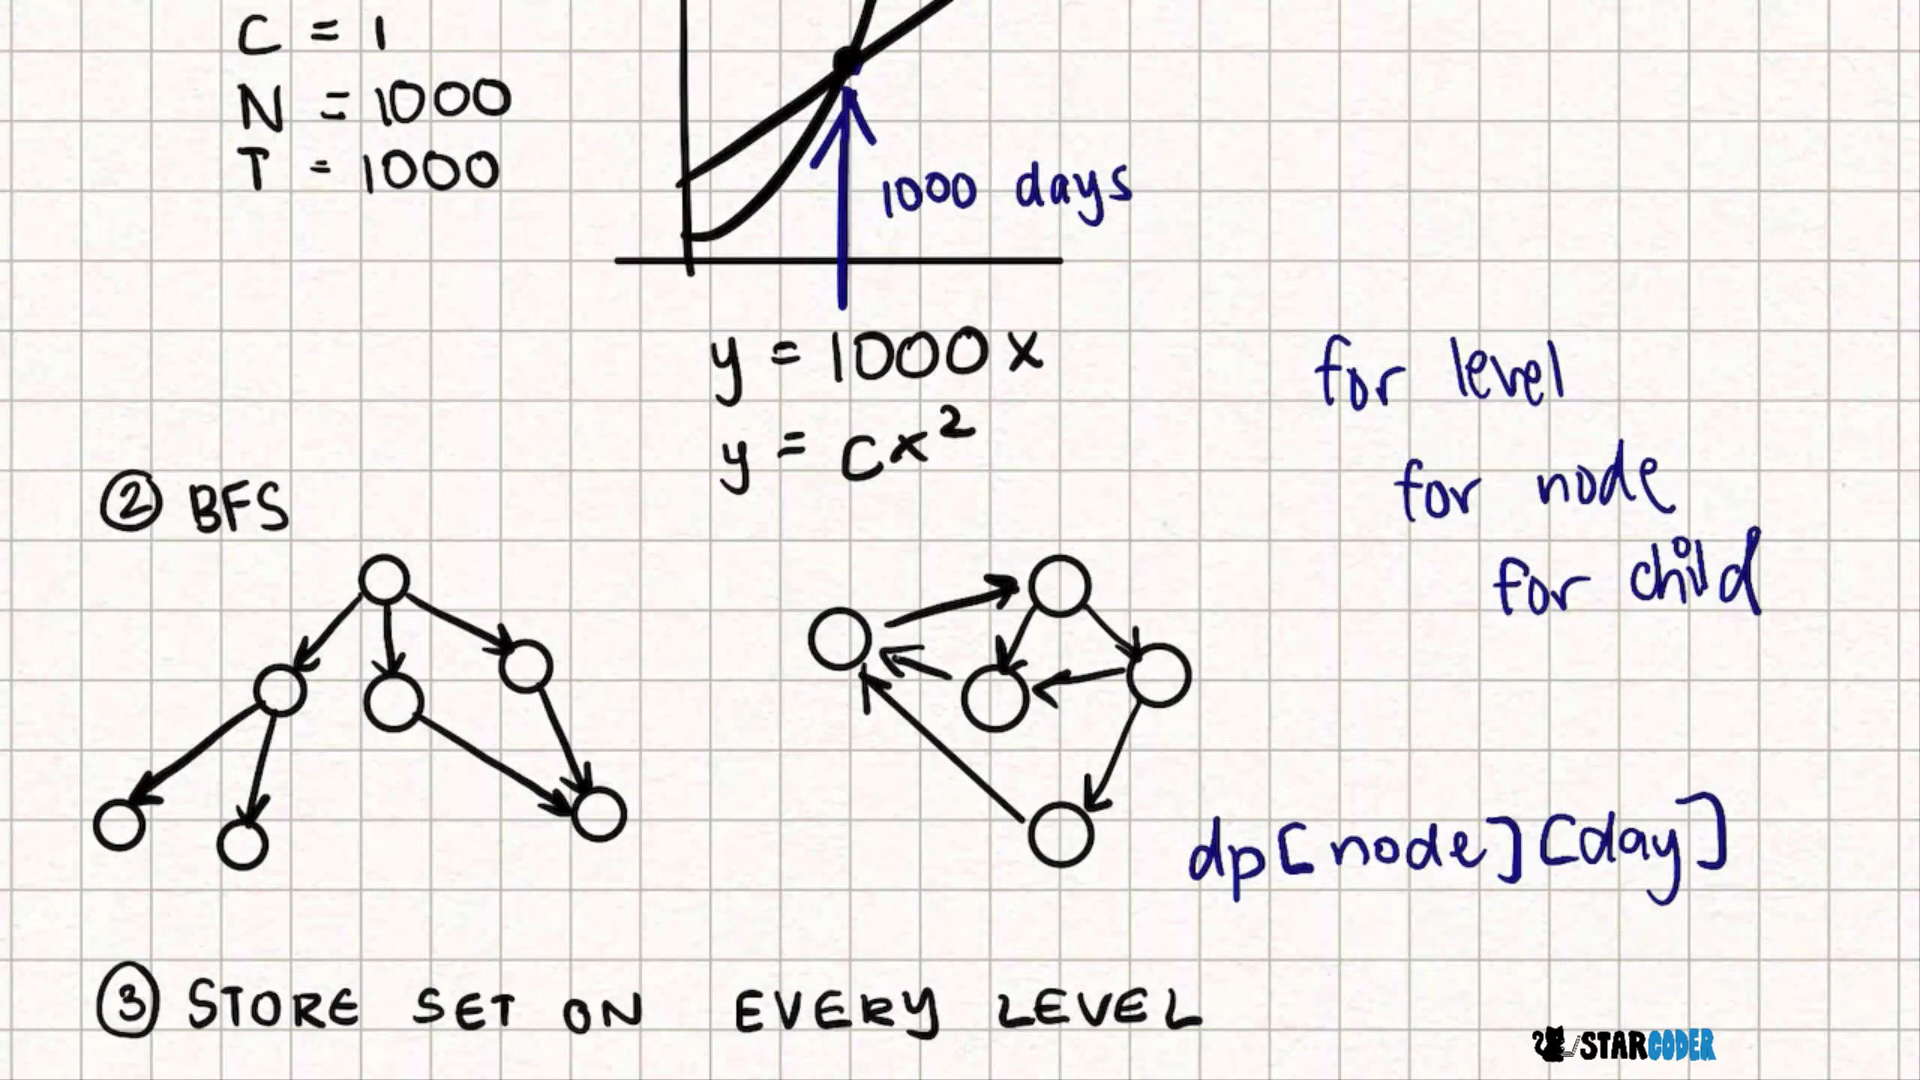 C = 1
N = 1000
T = 1000
1000 days
y = 1000x
y = cx²
for level
for node
for child
② BFS
dp[node][day]
③ STORE SET ON EVERY LEVEL
STARCODER